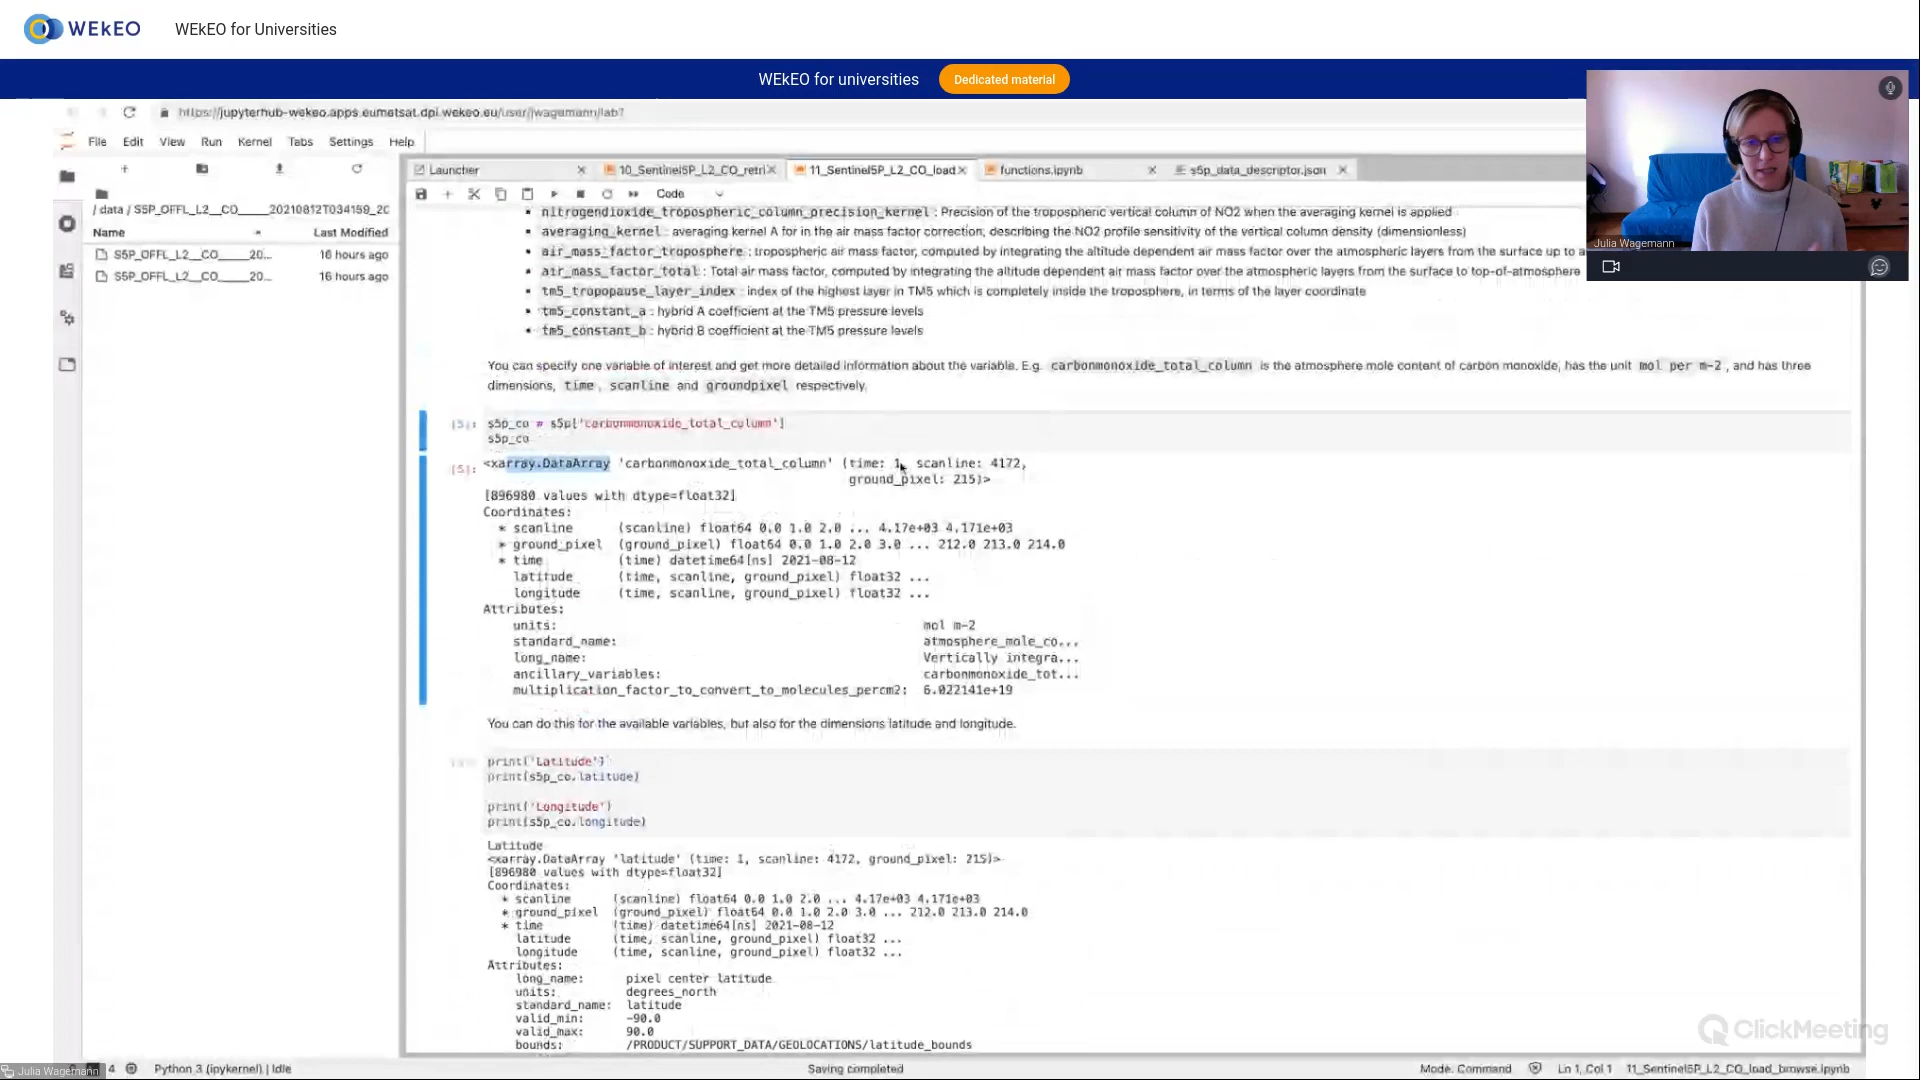 WEkEO
WEkEO for Universities
WEkEO for universities
Dedicated material
https://jupyterhub-wekeo.apps.eumetsat.dpi.wekeo.eu/user/jwagemann/lab?
File Edit View Run Kernel Tabs Settings Help
Launcher
10_Sentinel5P_L2_CO_retri
11_Sentinel5P_L2_CO_load
functions.ipynb
s5p_data_descriptor.json
Code
/ data / S5P_OFFL_L2__CO_____20210812T034159_20
Name Last Modified
S5P_OFFL_L2__CO_____20... 16 hours ago
S5P_OFFL_L2__CO_____20... 16 hours ago
nitrogendioxide_tropospheric_column_precision_kernel : Precision of the tropospheric vertical column of NO2 when the averaging kernel is applied
averaging_kernel : averaging kernel A for in the air mass factor correction, describing the NO2 profile sensitivity of the vertical column density (dimensionless)
air_mass_factor_troposphere : tropospheric air mass factor, computed by integrating the altitude dependent air mass factor over the atmospheric layers from the surface up to a
air_mass_factor_total : Total air mass factor, computed by integrating the altitude dependent air mass factor over the atmospheric layers from the surface to top-of-atmosphere
tm5_tropopause_layer_index : index of the highest layer in TM5 which is completely inside the troposphere, in terms of the layer coordinate
tm5_constant_a : hybrid A coefficient at the TM5 pressure levels
tm5_constant_b : hybrid B coefficient at the TM5 pressure levels
You can specify one variable of interest and get more detailed information about the variable. E.g. carbonmonoxide_total_column is the atmosphere mole content of carbon monoxide, has the unit mol per m-2 , and has three
dimensions, time , scanline and groundpixel respectively.
[5]: s5p_co = s5p['carbonmonoxide_total_column']
s5p_co
[5]: <xarray.DataArray 'carbonmonoxide_total_column' (time: 1, scanline: 4172,
ground_pixel: 215)>
[896980 values with dtype=float32]
Coordinates:
* scanline (scanline) float64 0.0 1.0 2.0 ... 4.17e+03 4.171e+03
* ground_pixel (ground_pixel) float64 0.0 1.0 2.0 3.0 ... 212.0 213.0 214.0
* time (time) datetime64[ns] 2021-08-12
latitude (time, scanline, ground_pixel) float32 ...
longitude (time, scanline, ground_pixel) float32 ...
Attributes:
units: mol m-2
standard_name: atmosphere_mole_co...
long_name: Vertically integra...
ancillary_variables: carbonmonoxide_tot...
multiplication_factor_to_convert_to_molecules_percm2: 6.022141e+19
You can do this for the available variables, but also for the dimensions latitude and longitude.
print('Latitude')
print(s5p_co.latitude)
print('Longitude')
print(s5p_co.longitude)
Latitude
<xarray.DataArray 'latitude' (time: 1, scanline: 4172, ground_pixel: 215)>
[896980 values with dtype=float32]
Coordinates:
* scanline (scanline) float64 0.0 1.0 2.0 ... 4.17e+03 4.171e+03
* ground_pixel (ground_pixel) float64 0.0 1.0 2.0 3.0 ... 212.0 213.0 214.0
* time (time) datetime64[ns] 2021-08-12
latitude (time, scanline, ground_pixel) float32 ...
longitude (time, scanline, ground_pixel) float32 ...
Attributes:
long_name: pixel center latitude
units: degrees_north
standard_name: latitude
valid_min: -90.0
valid_max: 90.0
bounds: /PRODUCT/SUPPORT_DATA/GEOLOCATIONS/latitude_bounds
Julia Wagemann
ClickMeeting
Julia Wagemann 4 Python 3 (ipykernel) | Idle Saving completed Mode: Command Ln 1, Col 1 11_Sentinel5P_L2_CO_load_browse.ipynb